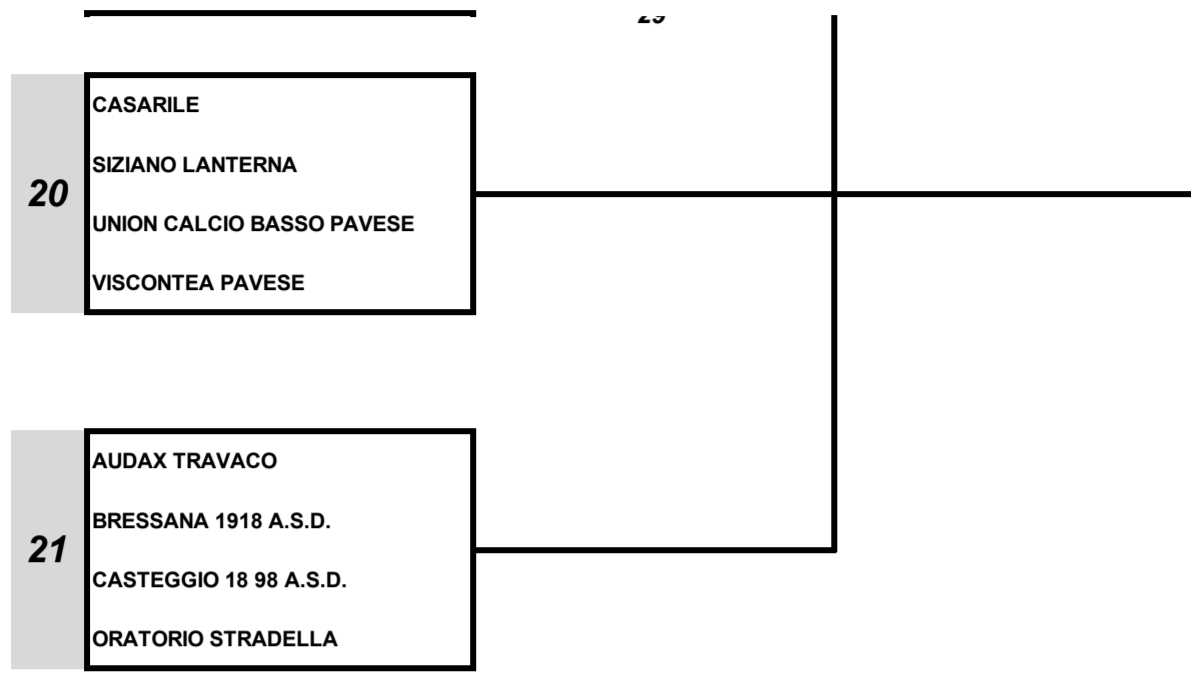 20
CASARILE
SIZIANO LANTERNA
UNION CALCIO BASSO PAVESE
VISCONTEA PAVESE
21
AUDAX TRAVACO
BRESSANA 1918 A.S.D.
CASTEGGIO 18 98 A.S.D.
ORATORIO STRADELLA